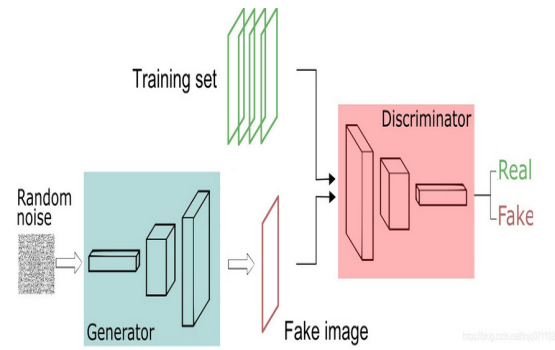 Training set
Discriminator
Real
Fake
Random
noise
Generator
Fake image